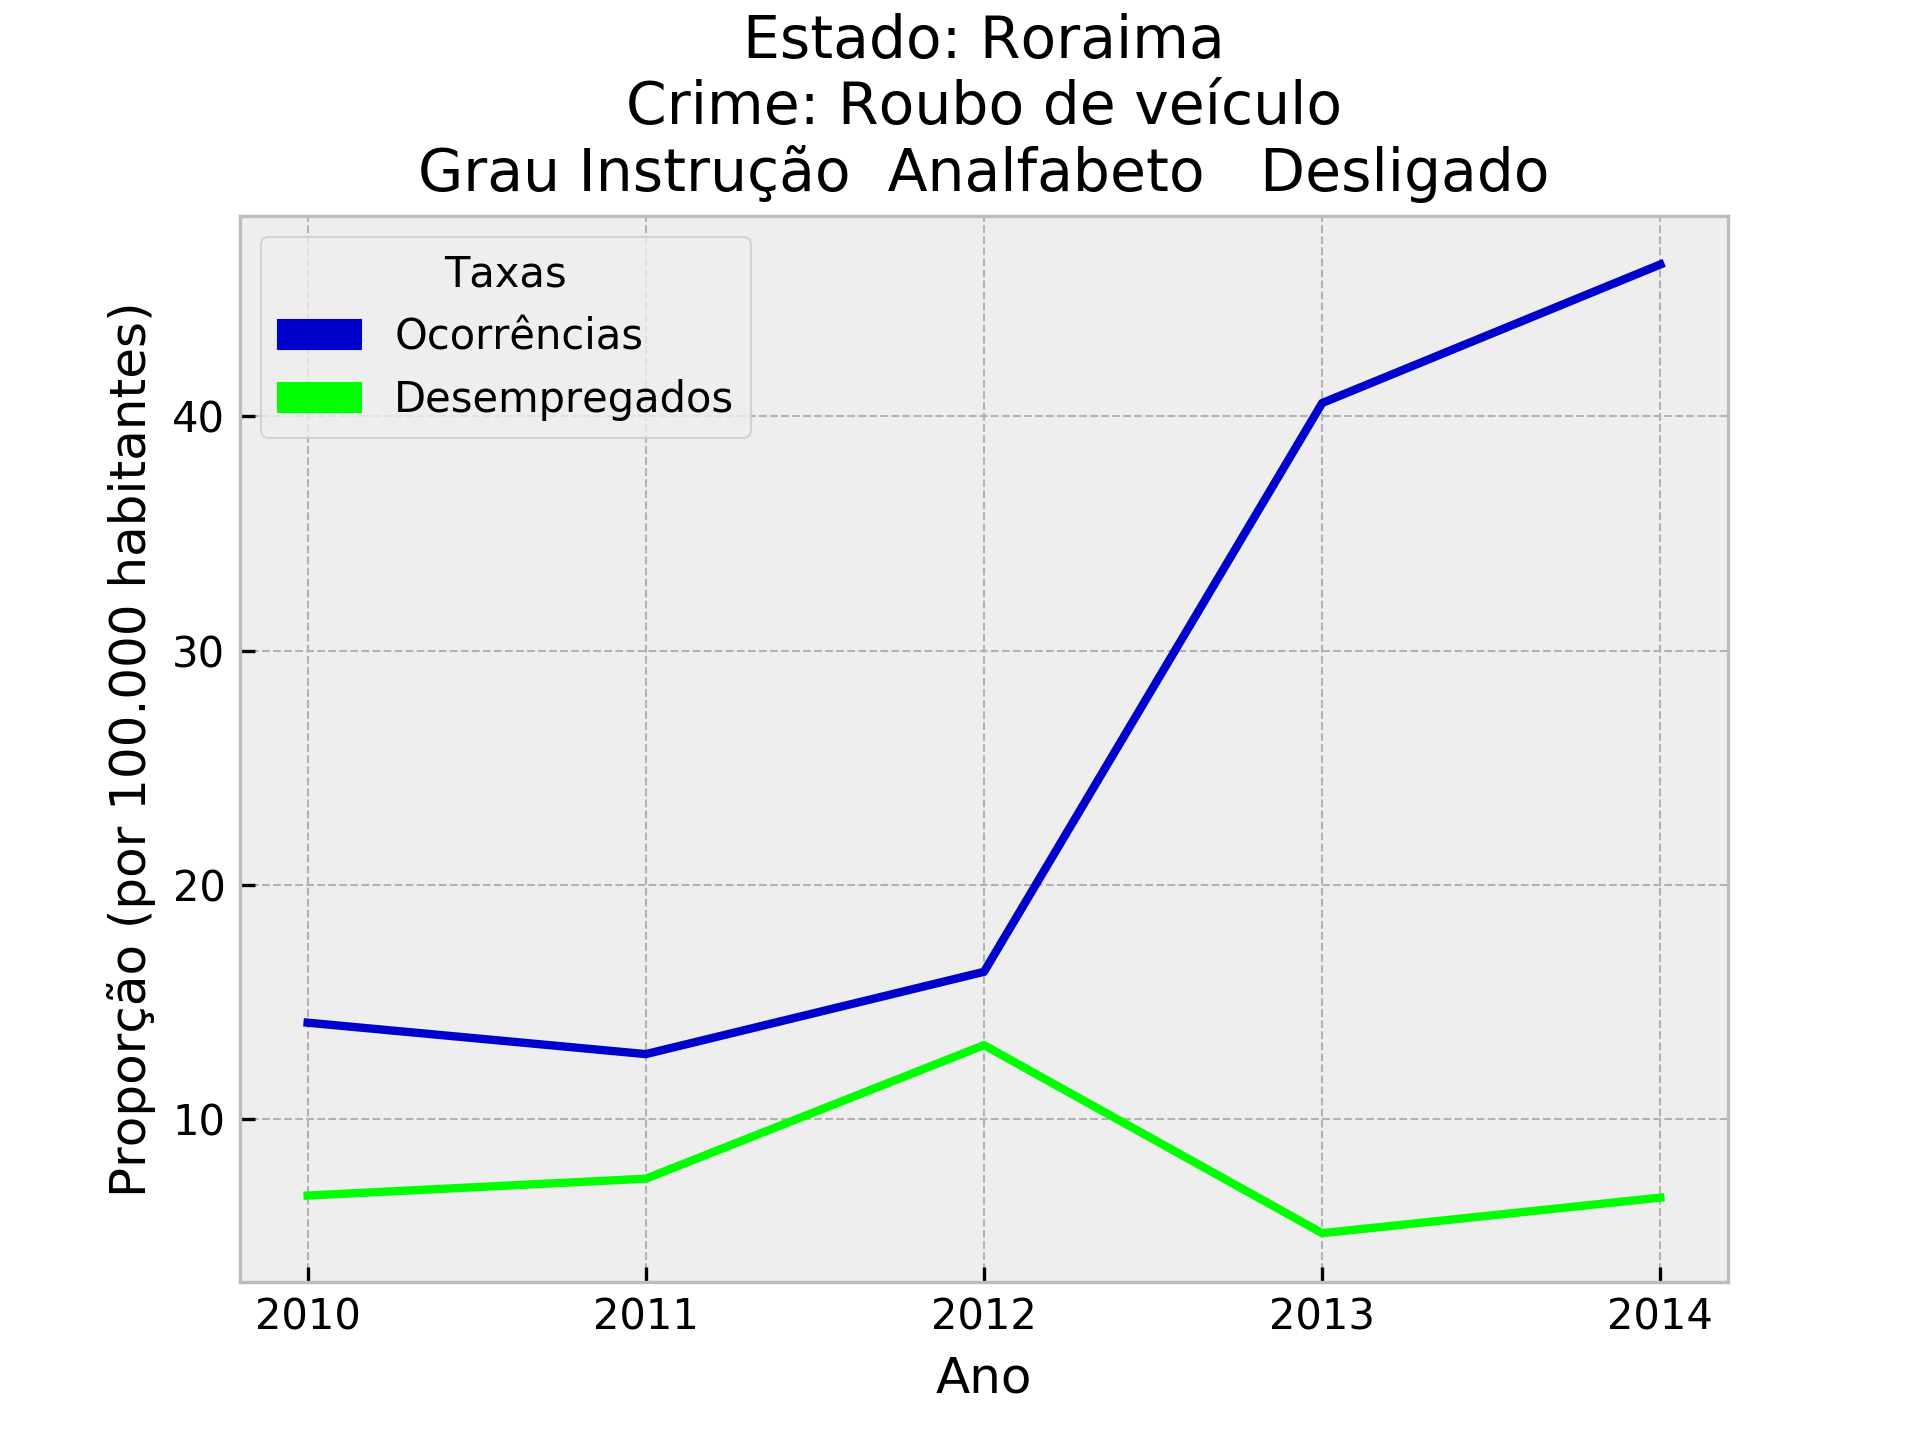 Estado: Roraima
Crime: Roubo de veículo
Grau Instrução  Analfabeto   Desligado
Taxas
Ocorrências
Desempregados
Proporção (por 100.000 habitantes)
40
30
20
10
2010 2011 2012 2013 2014
Ano